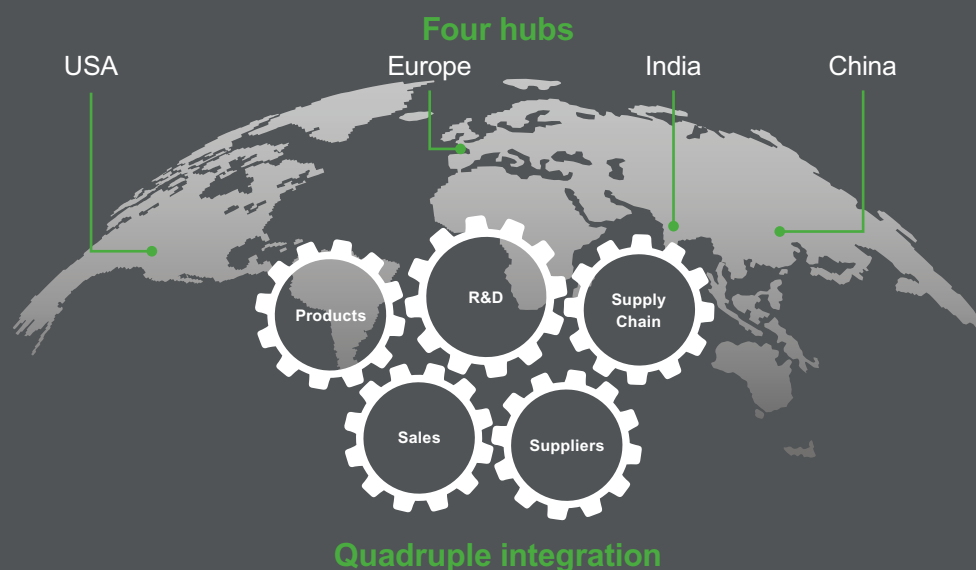 Four hubs
USA
Europe
India
China
Products
R&D
Supply
Chain
Sales
Suppliers
Quadruple integration